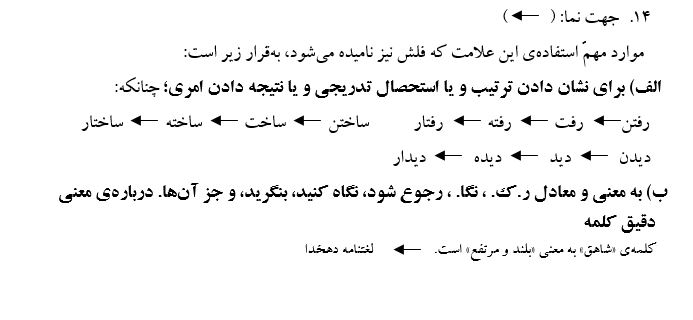 ۱۴. جهت نما: ( ← )
موارد مهمّ استفاده‌ی این علامت که فلش نیز نامیده می‌شود، به‌قرار زیر است:
الف) برای نشان دادن ترتیب و یا استحصال تدریجی و یا نتیجه دادن امری؛ چنانکه:
رفتن ← رفت ← رفته ← رفتار ساختن ← ساخت ← ساخته ← ساختار
دیدن ← دید ← دیده ← دیدار
ب) به معنی و معادل ر.ک. ، نگا. ، رجوع شود، نگاه کنید، بنگرید، و جز آن‌ها. درباره‌ی معنی
دقیق کلمه
کلمه‌ی «شاهق» به معنی «بلند و مرتفع» است. ← لغتنامه دهخدا